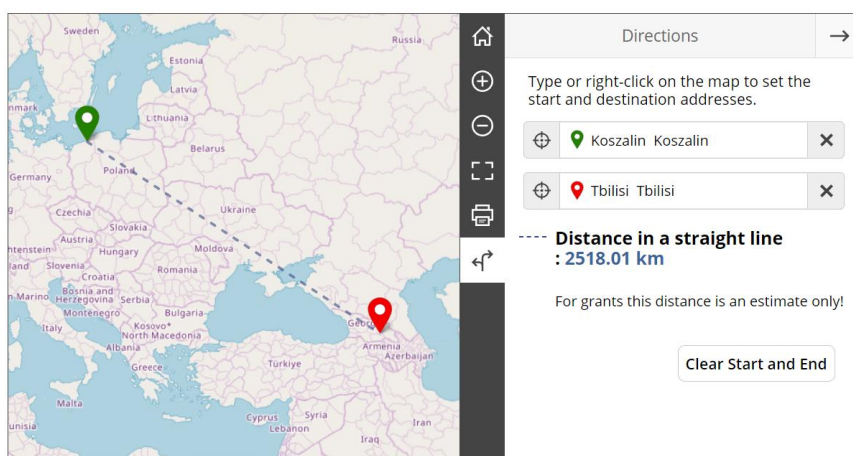 Sweden
Russia
Estonia
Latvia
nmark
Lithuania
Belarus
Poland
Germany
Ukraine
Czechia
Slovakia
Austria
htenstein
Hungary
Moldova
land
Slovenia
Romania
Croatia
n Marino
Bosnia and
Herzegovina
Serbia
Montenegro
Bulgaria
Italy
Kosovo*
North Macedonia
Albania
Georgia
Armenia
Azerbaijan
Greece
Türkiye
Malta
unisia
Cyprus
Syria
Lebanon
Iraq
Iran
Directions
Type or right-click on the map to set the
start and destination addresses.
Koszalin Koszalin
Tbilisi Tbilisi
Distance in a straight line
: 2518.01 km
For grants this distance is an estimate only!
Clear Start and End